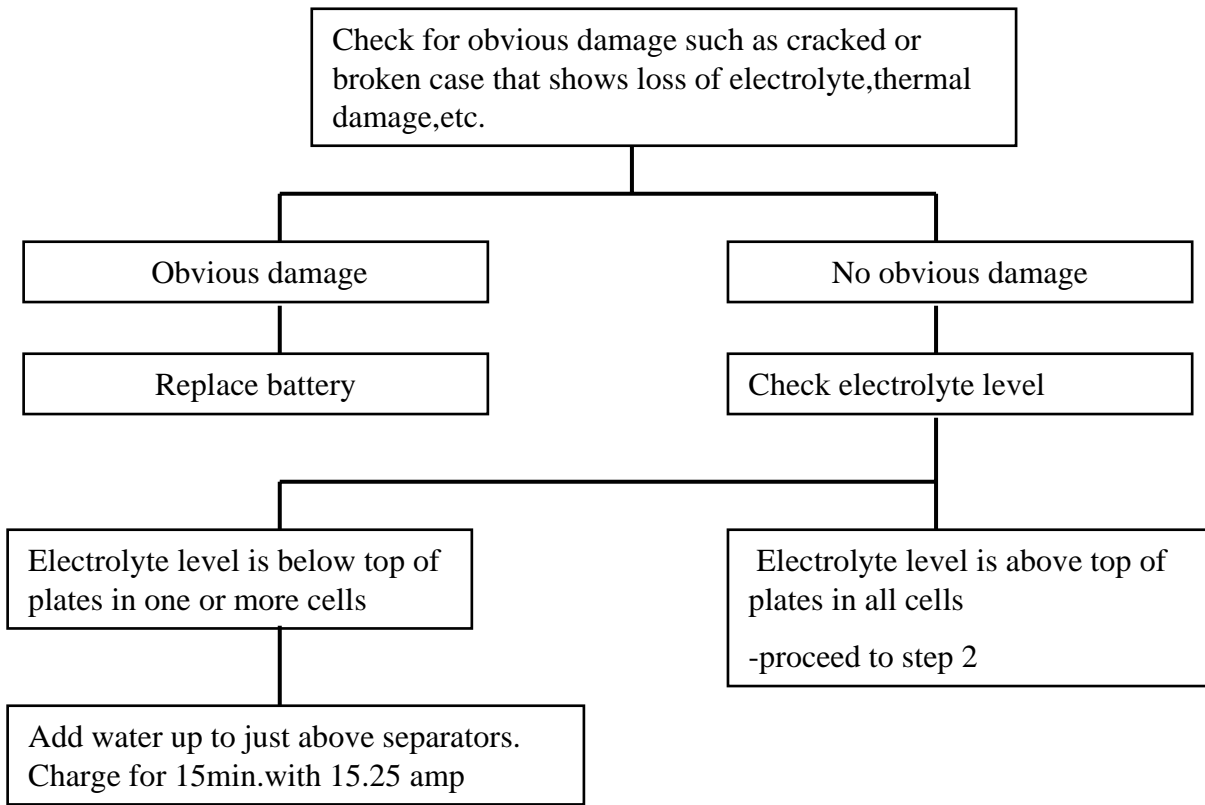 Check for obvious damage such as cracked or
broken case that shows loss of electrolyte,thermal
damage,etc.
Obvious damage
No obvious damage
Replace battery
Check electrolyte level
Electrolyte level is below top of
plates in one or more cells
Electrolyte level is above top of
plates in all cells
-proceed to step 2
Add water up to just above separators.
Charge for 15min.with 15.25 amp